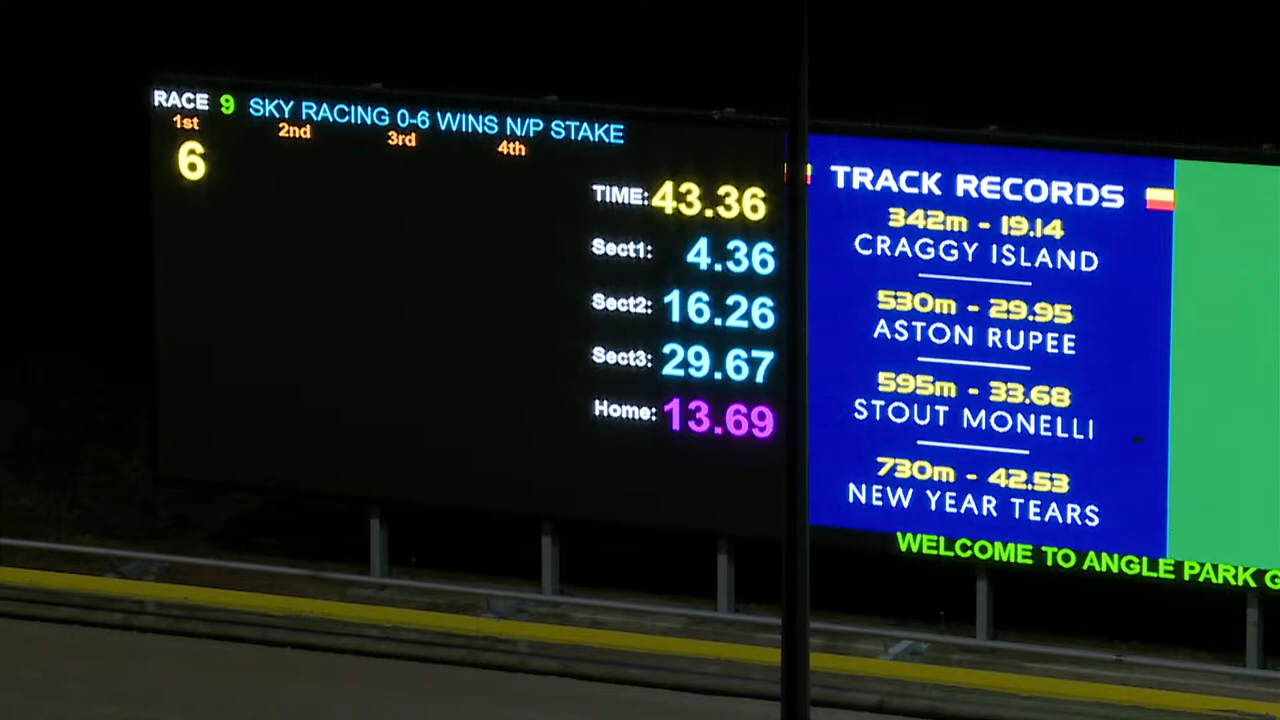 RACE 9 SKY RACING 0-6 WINS N/P STAKE
1st 2nd 3rd 4th
6
TIME: 43.36
Sect1: 4.36
Sect2: 16.26
Sect3: 29.67
Home: 13.69
TRACK RECORDS
342m - 19.14
CRAGGY ISLAND
530m - 29.95
ASTON RUPEE
595m - 33.68
STOUT MONELLI
730m - 42.53
NEW YEAR TEARS
WELCOME TO ANGLE PARK G